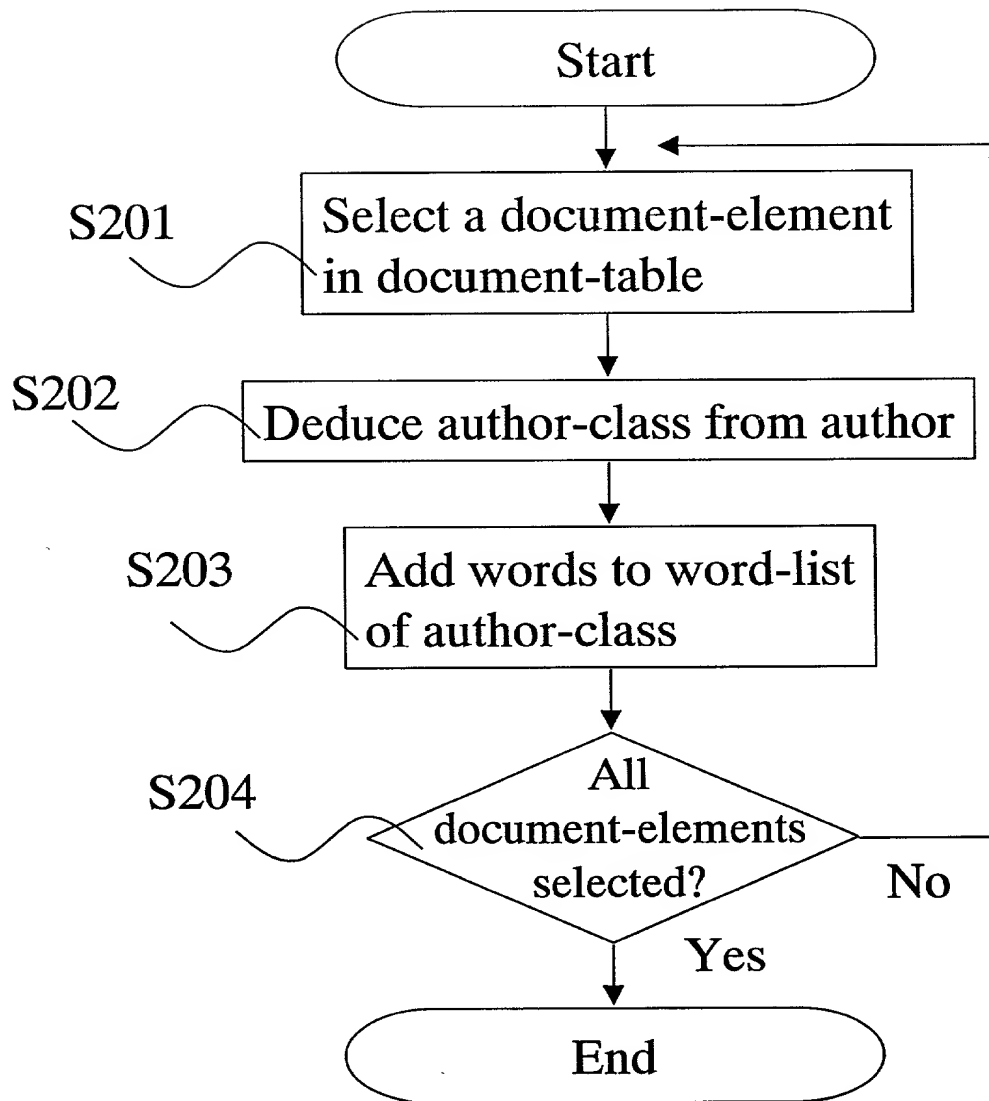 Start
S201
Select a document-element
in document-table
S202
Deduce author-class from author
S203
Add words to word-list
of author-class
S204
All
document-elements
selected?
No
Yes
End